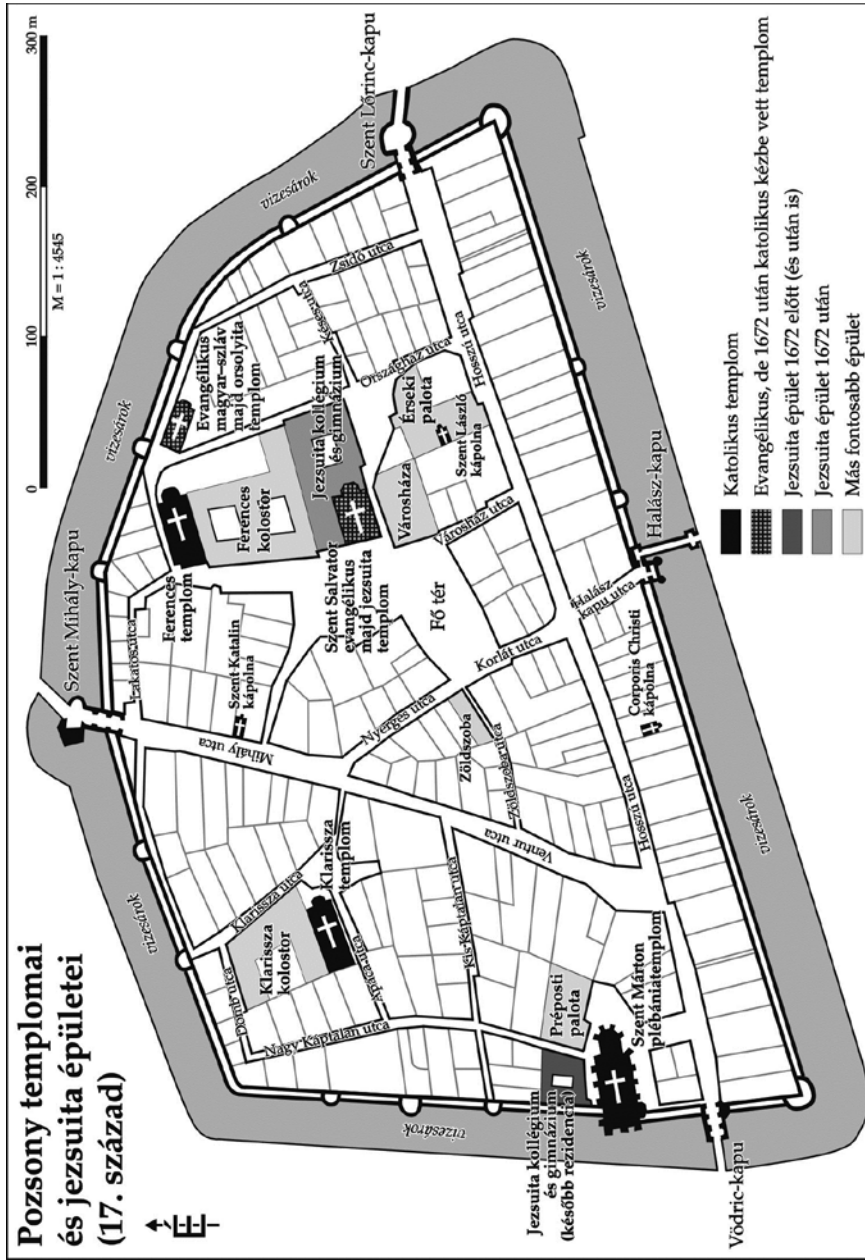 Pozsony templomai
és jezsuita épületei
(17. század)
É
0
100
200
300 m
M = 1 : 4545
Szent Mihály-kapu
Szent Lőrinc-kapu
Halász-kapu
Vödric-kapu
vizesárok
vizesárok
vizesárok
vizesárok
vizesárok
vizesárok
Lakatos utca
Mihály utca
Szent Katalin
kápolna
Ferences
templom
Ferences
kolostor
Evangélikus
magyar–szláv
majd orsolyita
templom
Jezsuita kollégium
és gimnázium
Szent Salvator
evangélikus
majd jezsuita
templom
Késes utca
Zsidó utca
Országház utca
Hosszú utca
Érseki
palota
Szent László
kápolna
Városháza
Városház utca
Fő tér
Nyerges utca
Korlát utca
Halász
kapu utca
Zöldszoba
Zöldszoba utca
Ventur utca
Corporis Christi
kápolna
Hosszú utca
Klarissza utca
Klarissza
templom
Klarissza
kolostor
Domb utca
Apáca utca
Nagy Káptalan utca
Kis Káptalan utca
Préposti
palota
Szent Márton
plébániatemplom
Jezsuita kollégium
és gimnázium
(később rezidencia)
Katolikus templom
Evangélikus, de 1672 után katolikus kézbe vett templom
Jezsuita épület 1672 előtt (és után is)
Jezsuita épület 1672 után
Más fontosabb épület